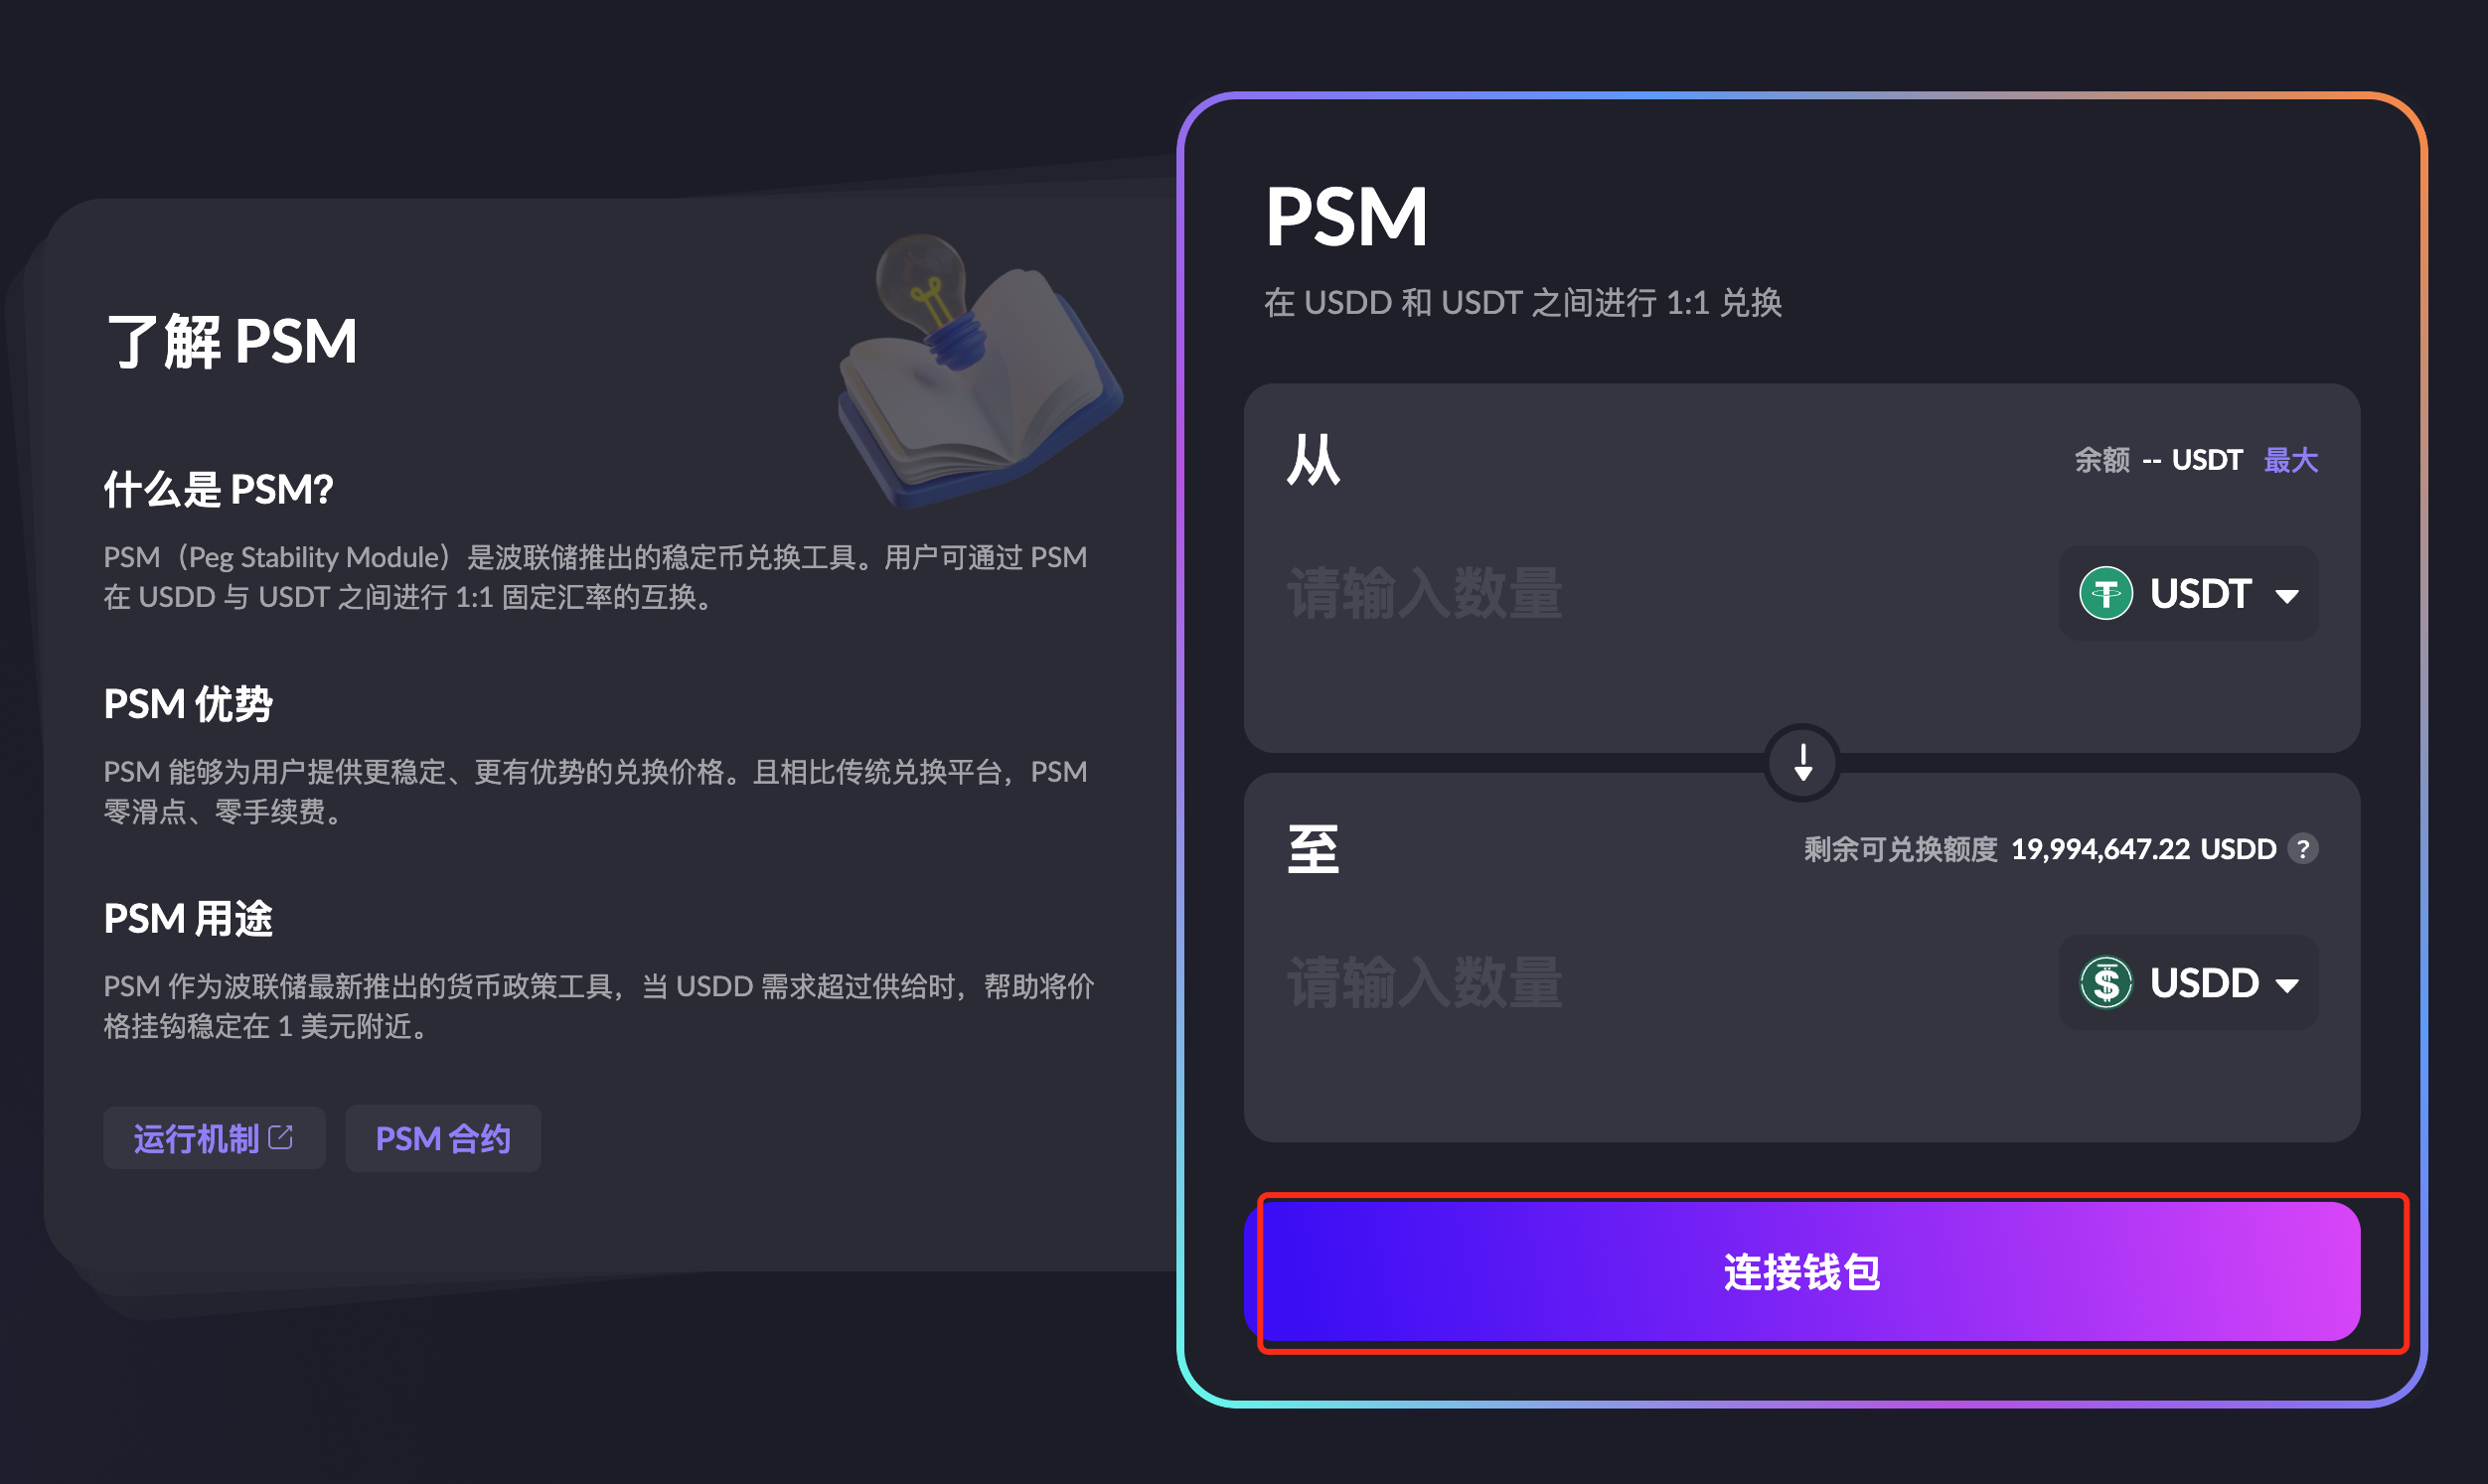 了解 PSM
什么是 PSM?
PSM（Peg Stability Module）是波联储推出的稳定币兑换工具。用户可通过 PSM
在 USDD 与 USDT 之间进行 1:1 固定汇率的互换。
PSM 优势
PSM 能够为用户提供更稳定、更有优势的兑换价格。且相比传统兑换平台，PSM
零滑点、零手续费。
PSM 用途
PSM 作为波联储最新推出的货币政策工具，当 USDD 需求超过供给时，帮助将价
格挂钩稳定在 1 美元附近。
运行机制
PSM 合约
PSM
在 USDD 和 USDT 之间进行 1:1 兑换
从
余额 -- USDT 最大
请输入数量
USDT
至
剩余可兑换额度 19,994,647.22 USDD ?
请输入数量
USDD
连接钱包